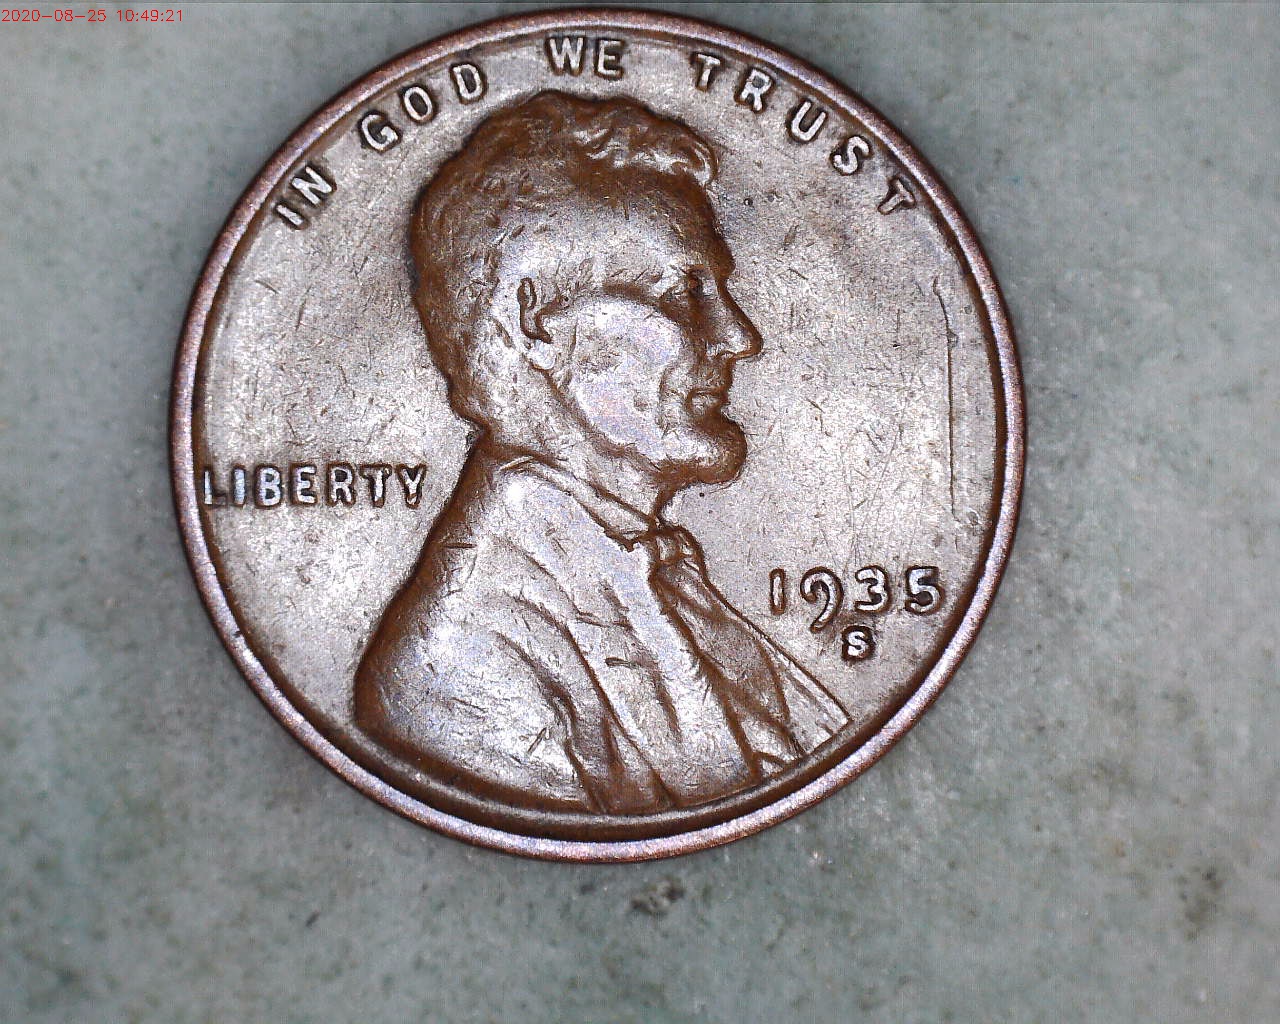 2020-08-25 10:49:21
IN GOD WE TRUST
LIBERTY
1935
S